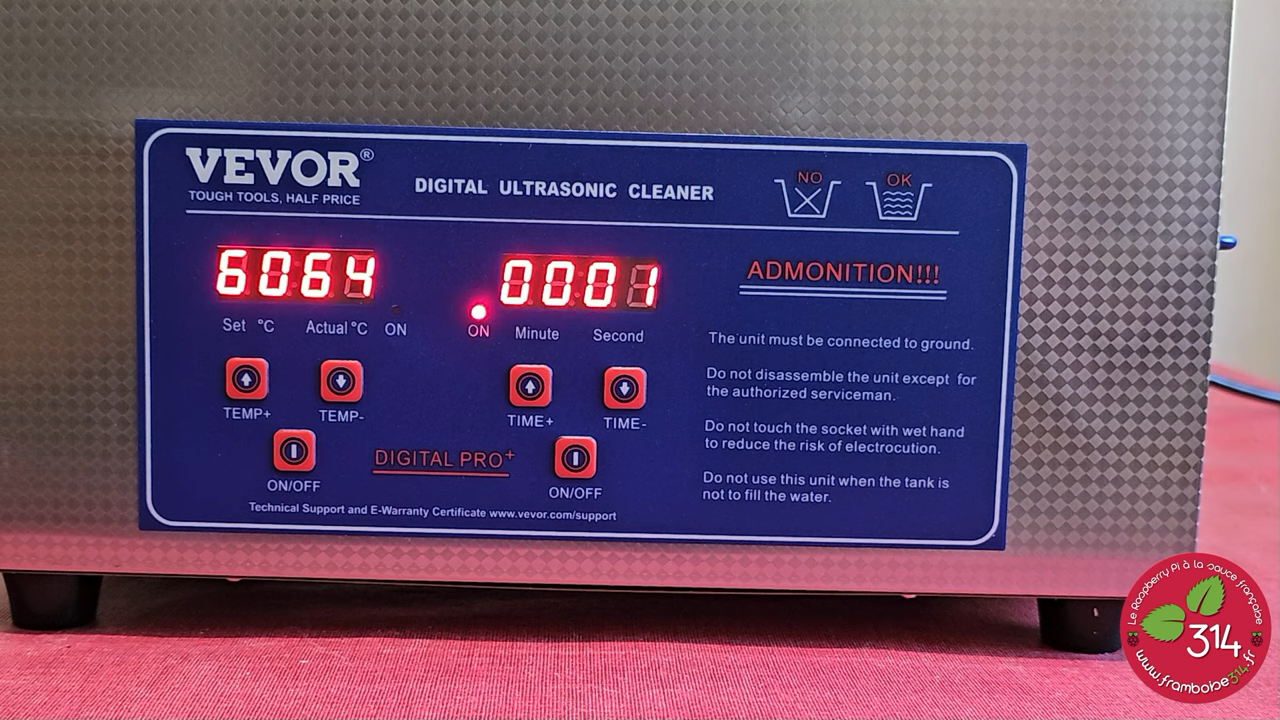 VEVOR®
TOUGH TOOLS, HALF PRICE
DIGITAL ULTRASONIC CLEANER
NO
OK
6064
0001
ADMONITION!!!
Set °C
Actual °C
ON
ON
Minute
Second
The unit must be connected to ground.
Do not disassemble the unit except for
the authorized serviceman.
Do not touch the socket with wet hand
to reduce the risk of electrocution.
Do not use this unit when the tank is
not to fill the water.
TEMP+
TEMP-
TIME+
TIME-
ON/OFF
DIGITAL PRO+
ON/OFF
Technical Support and E-Warranty Certificate www.vevor.com/support
Le Raspberry Pi à la sauce française
314
www.framboise314.fr